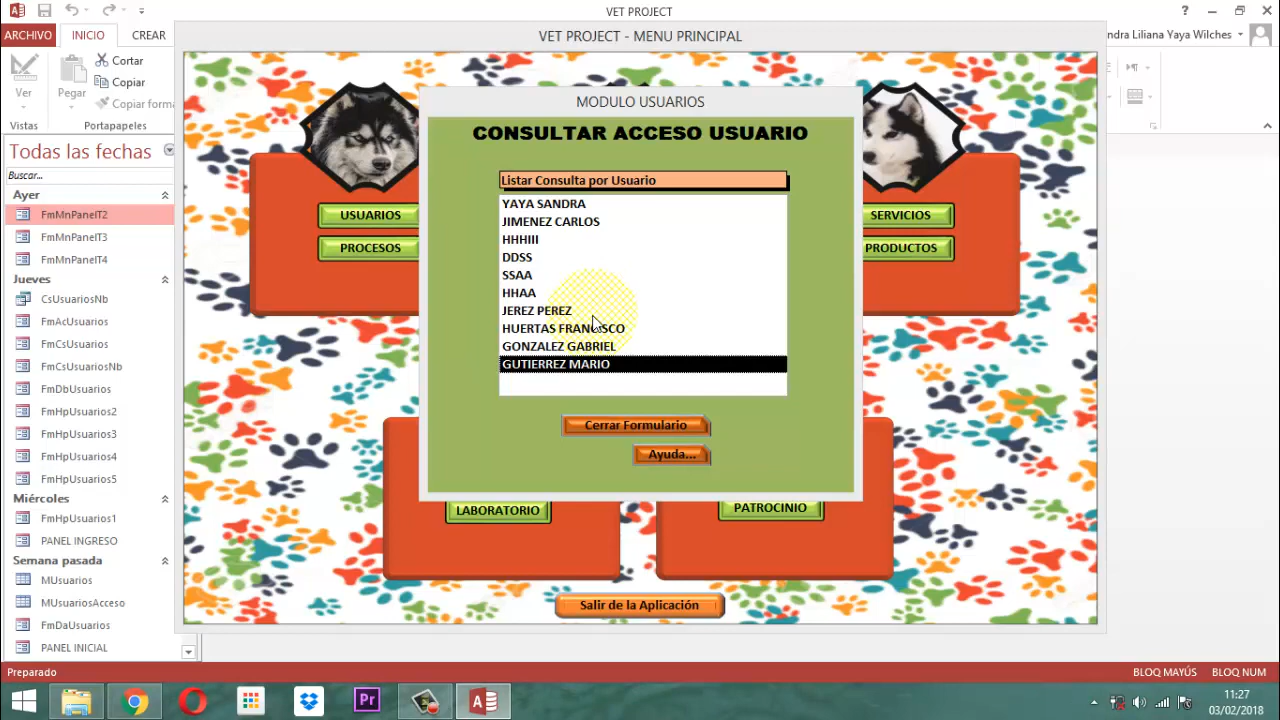 VET PROJECT
?
ARCHIVO
INICIO
CREAR
ndra Liliana Yaya Wilches
Ver
Pegar
Cortar
Copiar
Copiar forma
Vistas
Portapapeles
Todas las fechas
Buscar...
Ayer
FmMnPanelT2
FmMnPanelT3
FmMnPanelT4
Jueves
CsUsuariosNb
FmAcUsuarios
FmCsUsuarios
FmCsUsuariosNb
FmDbUsuarios
FmHpUsuarios2
FmHpUsuarios3
FmHpUsuarios4
FmHpUsuarios5
Miércoles
FmHpUsuarios1
PANEL INGRESO
Semana pasada
MUsuarios
MUsuariosAcceso
FmDaUsuarios
PANEL INICIAL
VET PROJECT - MENU PRINCIPAL
USUARIOS
PROCESOS
SERVICIOS
PRODUCTOS
LABORATORIO
PATROCINIO
Salir de la Aplicación
MODULO USUARIOS
CONSULTAR ACCESO USUARIO
Listar Consulta por Usuario
YAYA SANDRA
JIMENEZ CARLOS
HHHIII
DDSS
SSAA
HHAA
JEREZ PEREZ
HUERTAS FRANCISCO
GONZALEZ GABRIEL
GUTIERREZ MARIO
Cerrar Formulario
Ayuda...
Preparado
BLOQ MAYÚS
BLOQ NUM
Pr
11:27
03/02/2018